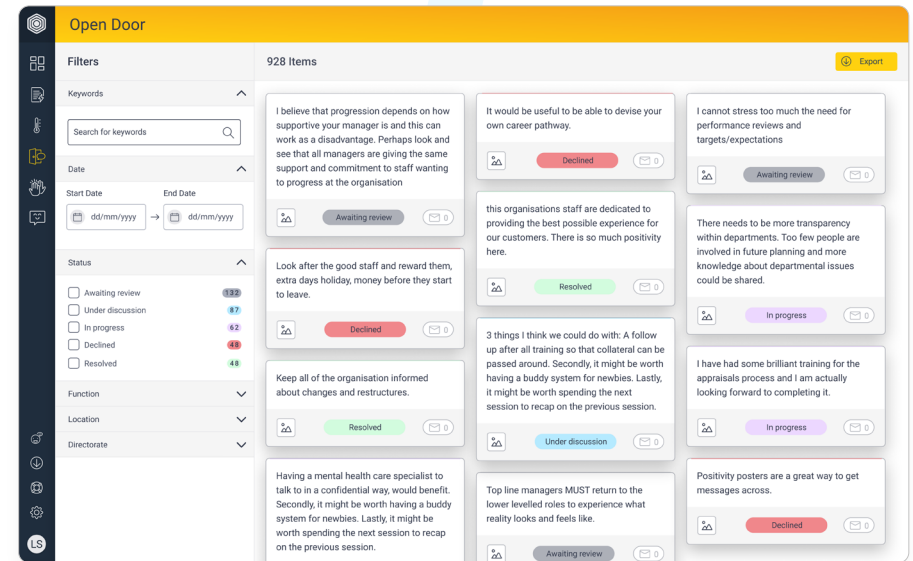 Open Door
Filters
928 Items
Export
Keywords
Search for keywords
Date
Start Date
End Date
dd/mm/yyyy
dd/mm/yyyy
Status
Awaiting review
132
Under discussion
87
In progress
62
Declined
48
Resolved
48
Function
Location
Directorate
LS
I believe that progression depends on how
supportive your manager is and this can
work as a disadvantage. Perhaps look and
see that all managers are giving the same
support and commitment to staff wanting
to progress at the organisation
Awaiting review
0
Look after the good staff and reward them,
extra days holiday, money before they start
to leave.
Declined
0
Keep all of the organisation informed
about changes and restructures.
Resolved
0
Having a mental health care specialist to
talk to in a confidential way, would benefit.
Secondly, it might be worth having a buddy
system for newbies. Lastly, it might be
worth spending the next session to recap
on the previous session.
It would be useful to be able to devise your
own career pathway.
Declined
0
this organisations staff are dedicated to
providing the best possible experience for
our customers. There is so much positivity
here.
Resolved
0
3 things I think we could do with: A follow
up after all training so that collateral can be
passed around. Secondly, it might be worth
having a buddy system for newbies. Lastly,
it might be worth spending the next
session to recap on the previous session.
Under discussion
0
Top line managers MUST return to the
lower levelled roles to experience what
reality looks and feels like.
Awaiting review
0
I cannot stress too much the need for
performance reviews and
targets/expectations
Awaiting review
0
There needs to be more transparency
within departments. Too few people are
involved in future planning and more
knowledge about departmental issues
could be shared.
In progress
0
I have had some brilliant training for the
appraisals process and I am actually
looking forward to completing it.
In progress
0
Positivity posters are a great way to get
messages across.
Declined
0